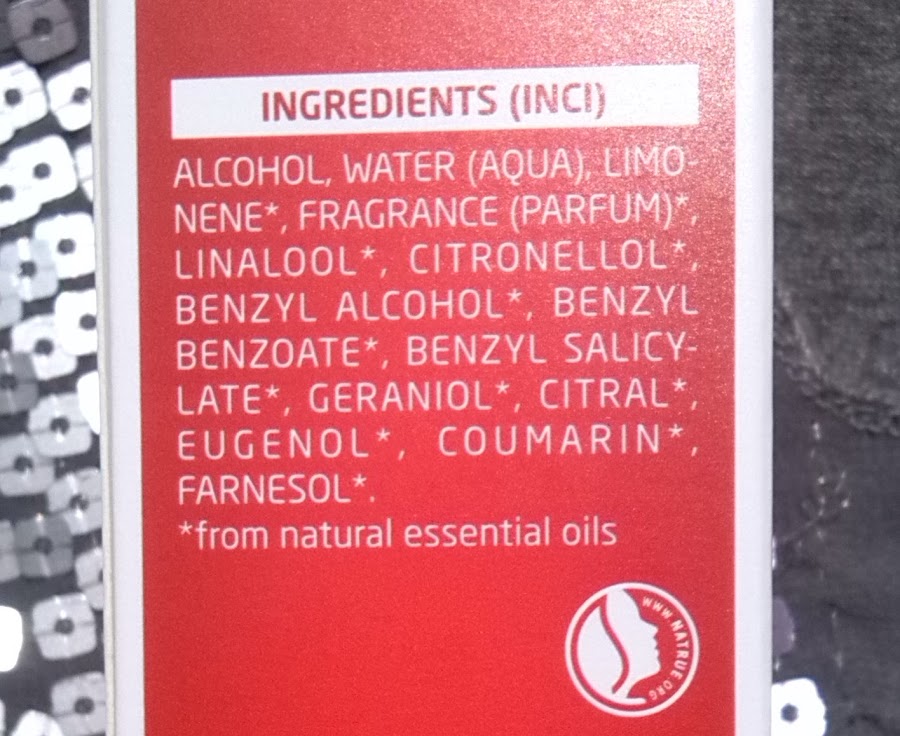 INGREDIENTS (INCI)
ALCOHOL, WATER (AQUA), LIMO-
NENE*, FRAGRANCE (PARFUM)*,
LINALOOL*, CITRONELLOL*,
BENZYL ALCOHOL*, BENZYL
BENZOATE*, BENZYL SALICY-
LATE*, GERANIOL*, CITRAL*,
EUGENOL*, COUMARIN*,
FARNESOL*.
*from natural essential oils
WWW.NATRUE.ORG